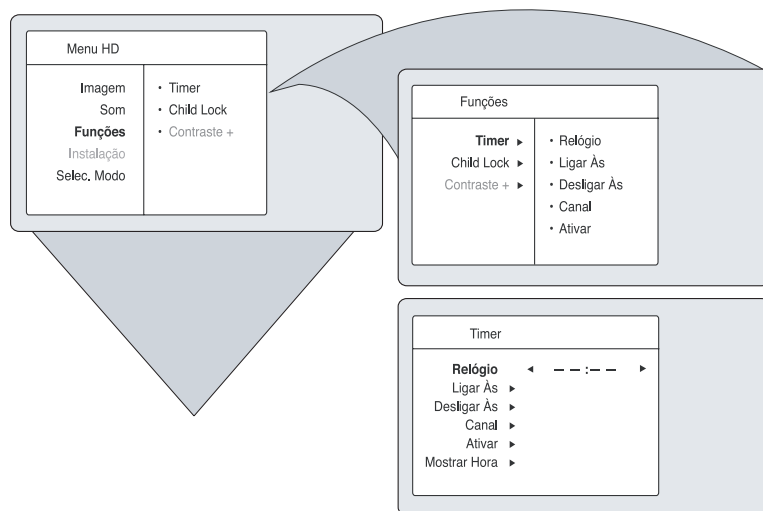 Menu HD
Imagem
Som
Funções
Instalação
Selec. Modo
• Timer
• Child Lock
• Contraste +
Funções
Timer ▸
Child Lock ▸
Contraste + ▸
• Relógio
• Ligar Às
• Desligar Às
• Canal
• Ativar
Timer
Relógio ◂ – – : – – ▸
Ligar Às ▸
Desligar Às ▸
Canal ▸
Ativar ▸
Mostrar Hora ▸